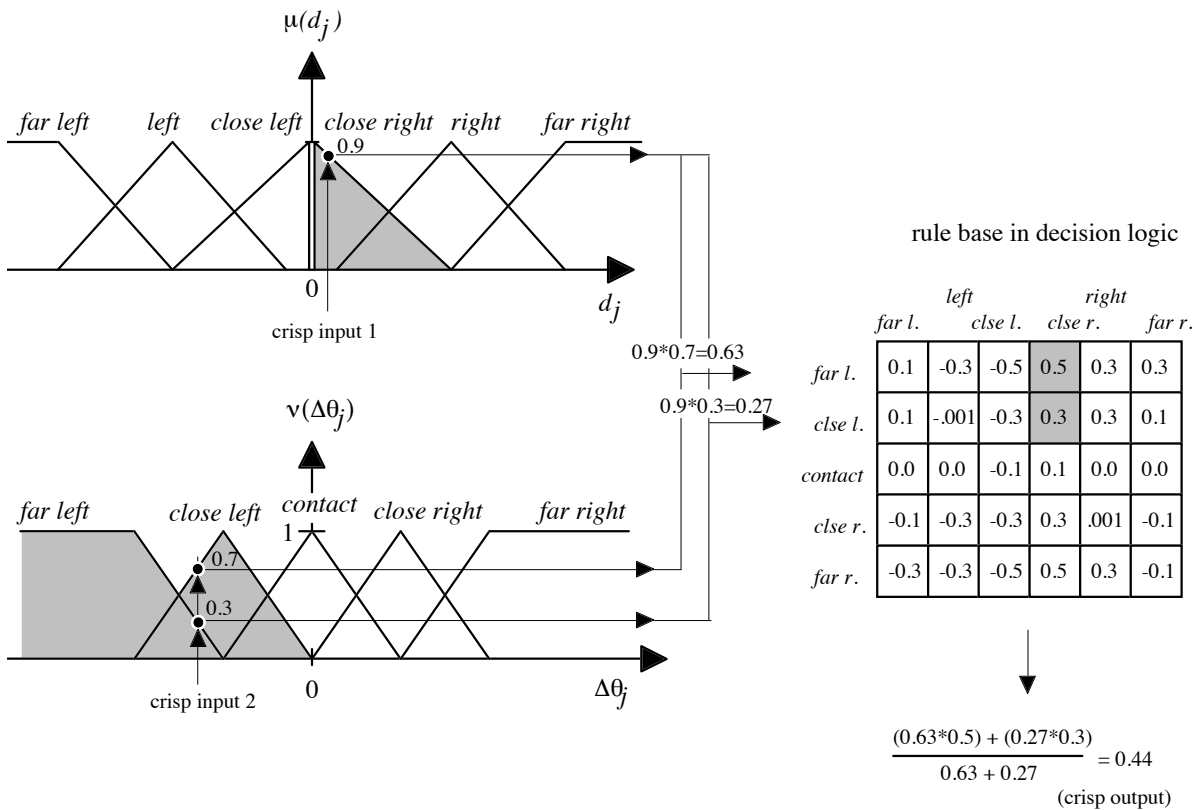 μ(dj)
far left left close left close right right far right
0.9
0
dj
crisp input 1
0.9*0.7=0.63
0.9*0.3=0.27
ν(Δθj)
far left close left contact close right far right
1
0.7
0.3
0
Δθj
crisp input 2
rule base in decision logic
left right
far l. clse l. clse r. far r.
far l. 0.1 -0.3 -0.5 0.5 0.3 0.3
clse l. 0.1 -.001 -0.3 0.3 0.3 0.1
contact 0.0 0.0 -0.1 0.1 0.0 0.0
clse r. -0.1 -0.3 -0.3 0.3 .001 -0.1
far r. -0.3 -0.3 -0.5 0.5 0.3 -0.1
(0.63*0.5) + (0.27*0.3)
0.63 + 0.27
= 0.44
(crisp output)